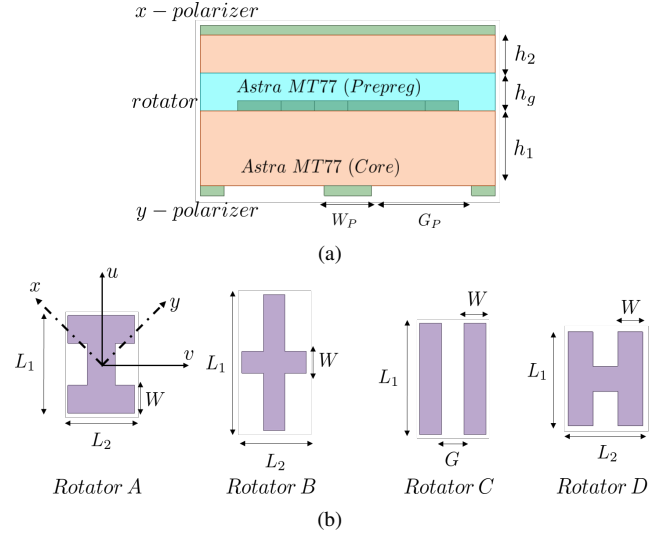 x − polarizer
h2
Astra MT77 (Prepreg)
hg
rotator
h1
Astra MT77 (Core)
y − polarizer
WP
GP
(a)
u
x
y
v
L1
W
L2
L1
W
L2
W
L1
G
W
L1
L2
Rotator A
Rotator B
Rotator C
Rotator D
(b)